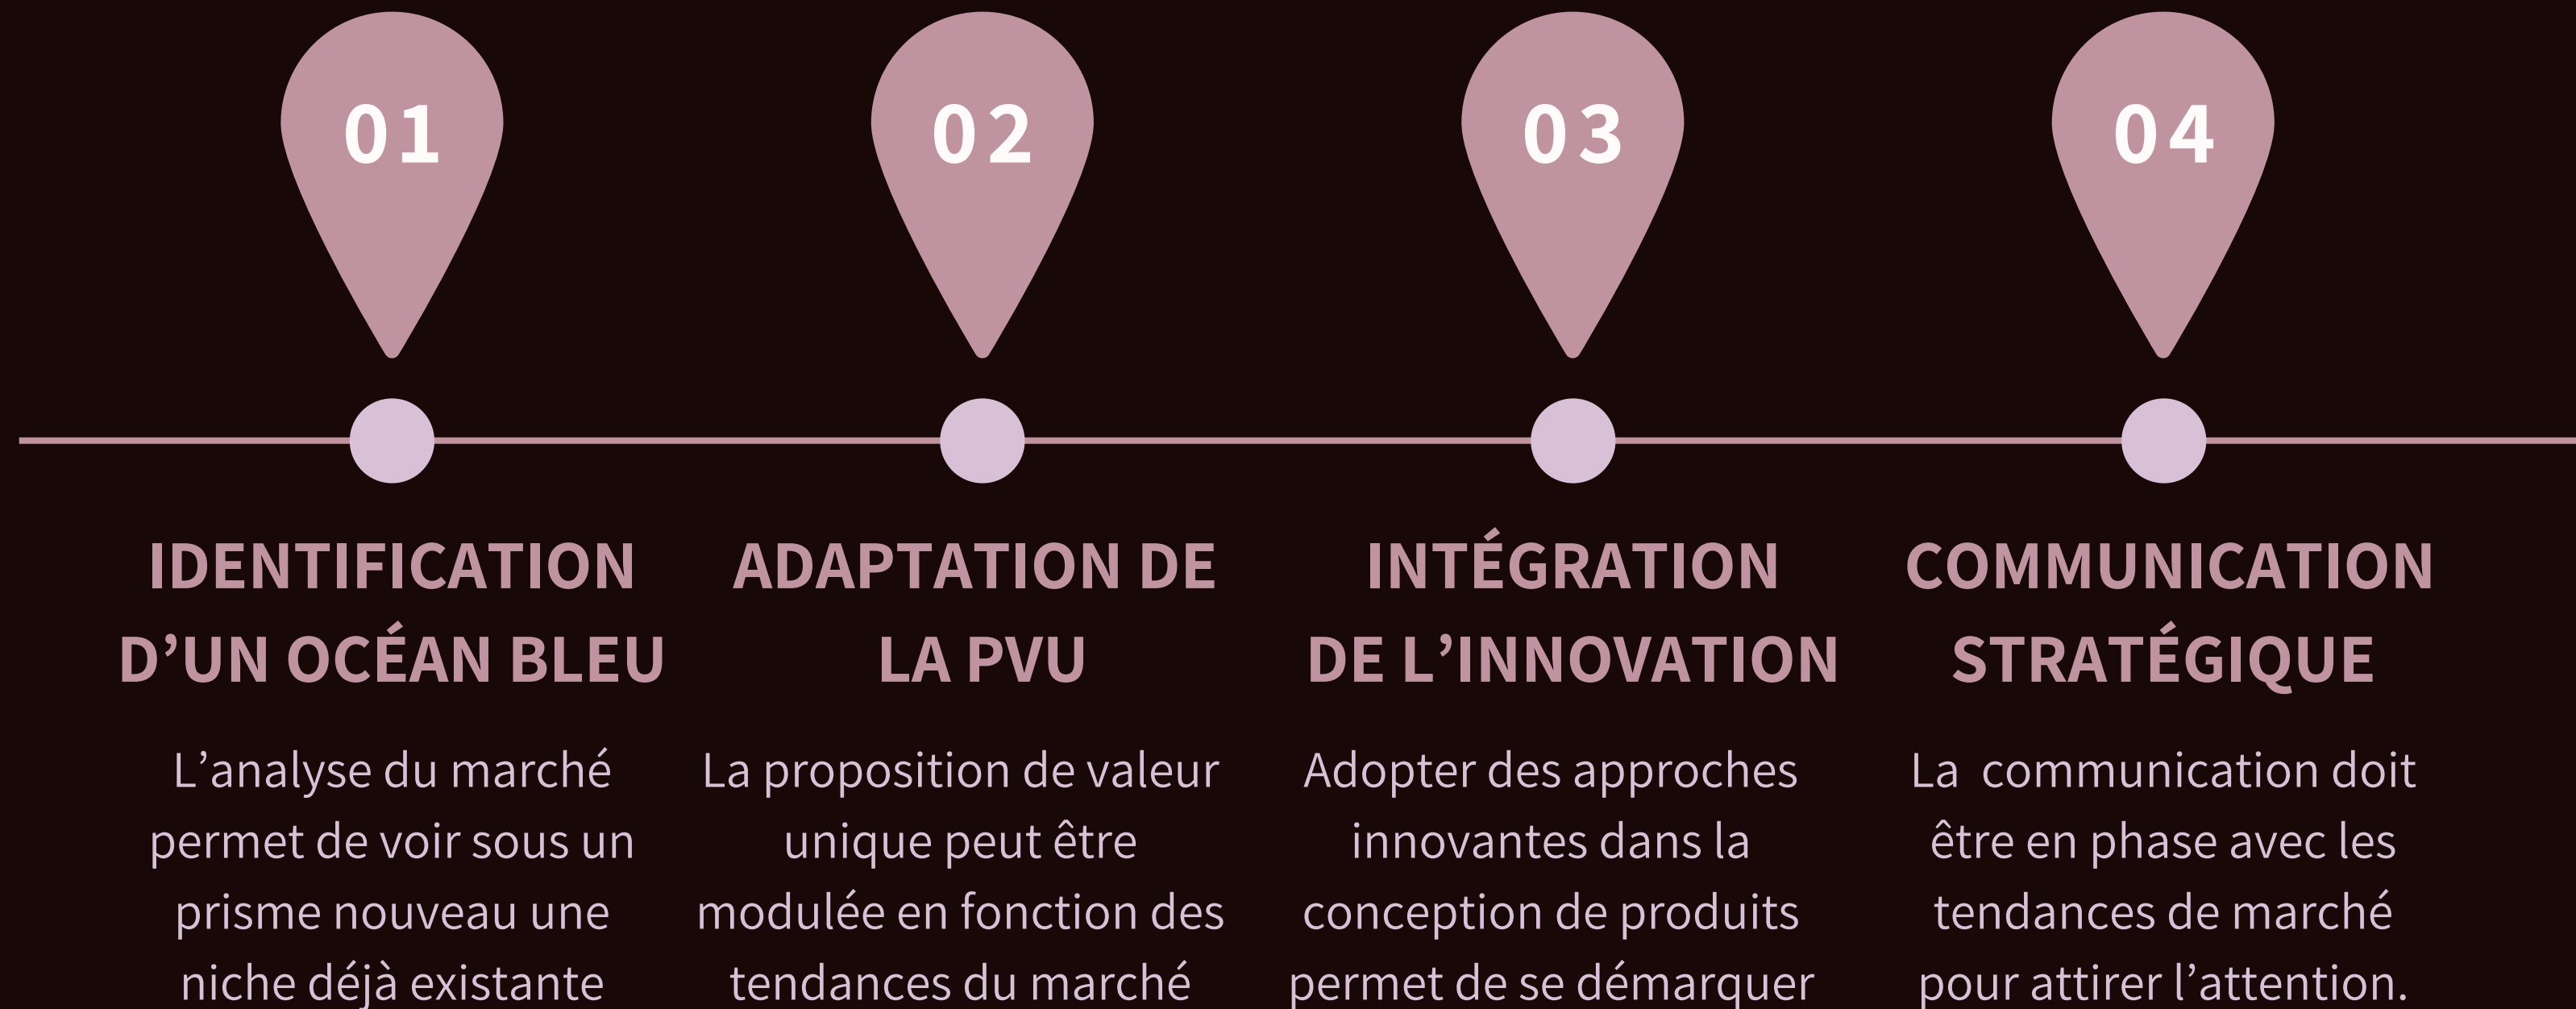 01
IDENTIFICATION
D’UN OCÉAN BLEU
L’analyse du marché
permet de voir sous un
prisme nouveau une
niche déjà existante
02
ADAPTATION DE
LA PVU
La proposition de valeur
unique peut être
modulée en fonction des
tendances du marché
03
INTÉGRATION
DE L’INNOVATION
Adopter des approches
innovantes dans la
conception de produits
permet de se démarquer
04
COMMUNICATION
STRATÉGIQUE
La  communication doit
être en phase avec les
tendances de marché
pour attirer l’attention.